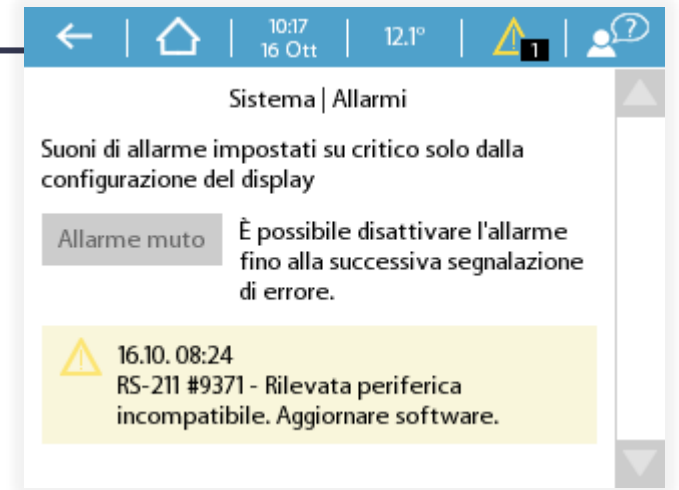 10:17
16 Ott
12.1°
1
?
Sistema | Allarmi
Suoni di allarme impostati su critico solo dalla
configurazione del display
Allarme muto
È possibile disattivare l'allarme
fino alla successiva segnalazione
di errore.
16.10. 08:24
RS-211 #9371 - Rilevata periferica
incompatibile. Aggiornare software.